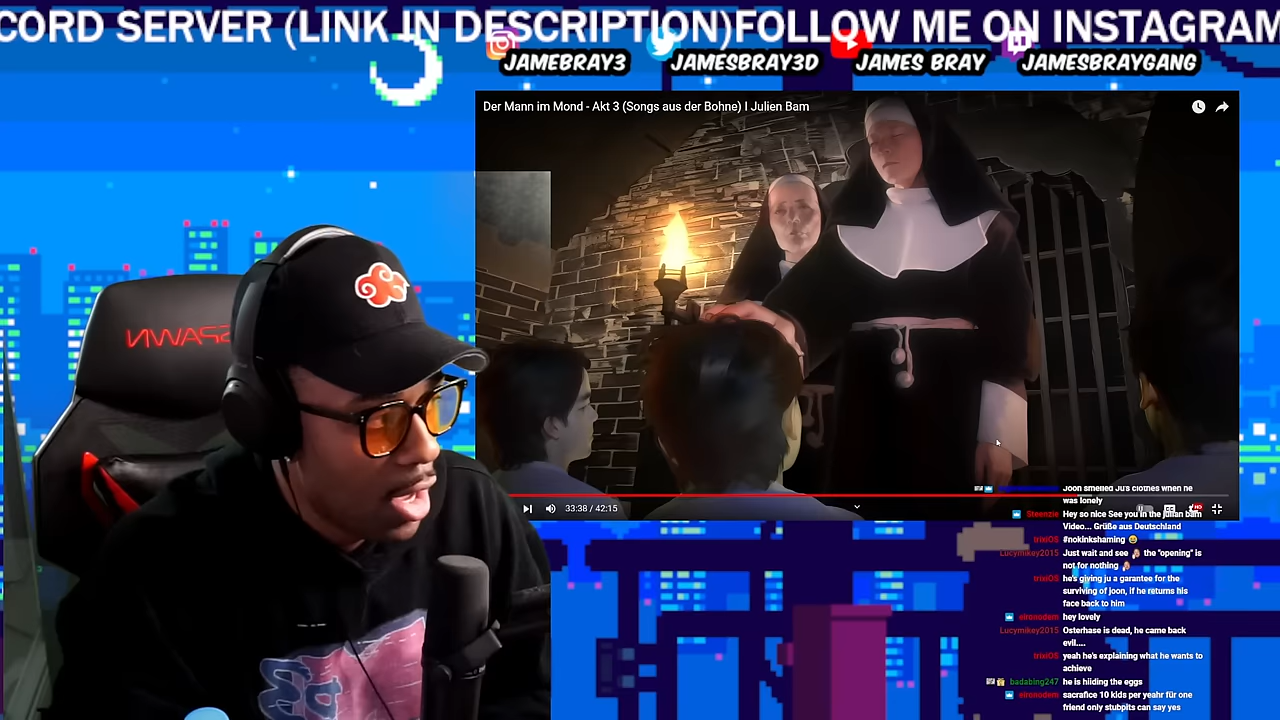 CORD SERVER (LINK IN DESCRIPTION)FOLLOW ME ON INSTAGRAM
JAMEBRAY3
JAMESBRAY3D
JAMES BRAY
JAMESBRAYGANG
Der Mann im Mond - Akt 3 (Songs aus der Bohne) I Julien Bam
33:38 / 42:15
Joon smelled Ju's clothes when he
was lonely
Steenzie Hey so nice See you in the julian bam
Video... Grüße aus Deutschland
trixiOS #nokinkshaming
Lucymikey2015 Just wait and see the "opening" is
not for nothing
trixiOS he's giving ju a garantee for the
surviving of joon, if he returns his
face back to him
eironodem hey lovely
Lucymikey2015 Osterhase is dead, he came back
evil....
trixiOS yeah he's explaining what he wants to
achieve
badabing247 he is hiiding the eggs
eironodem sacrafice 10 kids per yeahr für one
friend only stubpits can say yes